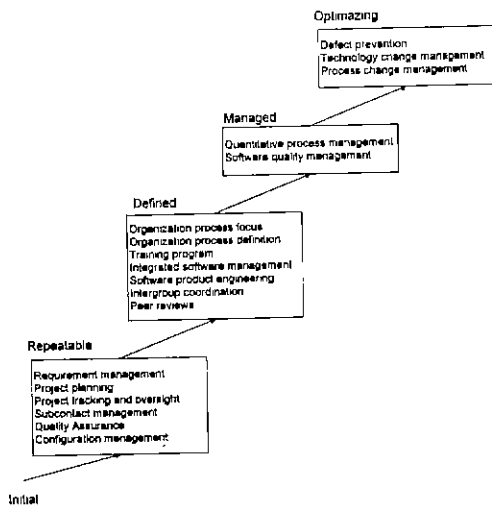 Optimazing
Defect prevention
Technology change management
Process change management
Managed
Quantitative process management
Software quality management
Defined
Organization process focus
Organization process definition
Training program
Integrated software management
Software product engineering
Intergroup coordination
Peer reviews
Repeatable
Requirement management
Project planning
Project tracking and oversight
Subcontact management
Quality Assurance
Configuration management
Initial